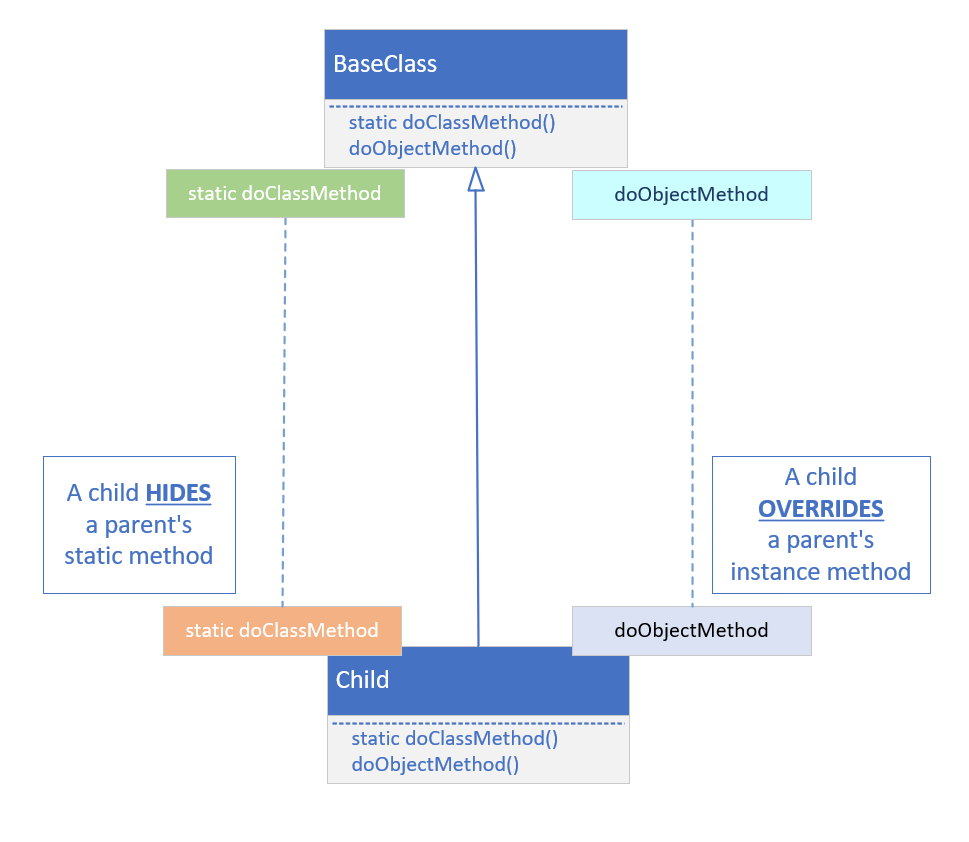 BaseClass
static doClassMethod()
doObjectMethod()
static doClassMethod
doObjectMethod
A child HIDES
a parent's
static method
A child
OVERRIDES
a parent's
instance method
static doClassMethod
doObjectMethod
Child
static doClassMethod()
doObjectMethod()